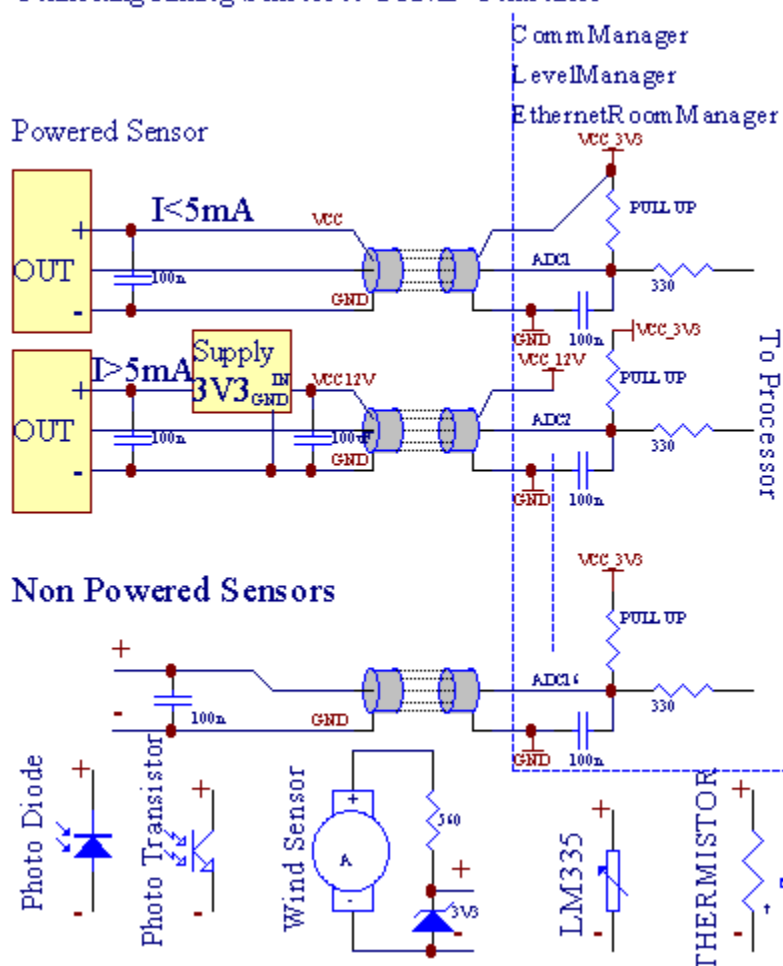 CommManager
LevelManager
EthernetRoomManager
Powered Sensor
VCC_3V3
I<5mA
VCC
PULL UP
+
OUT
100n
ADC1
330
-
GND
GND
100n
VCC_3V3
I>5mA
Supply
3V3
IN
GND
VCC12V
VCC_12V
PULL UP
+
OUT
100n
100uF
ADC2
330
-
GND
GND
100n
To Processor
Non Powered Sensors
VCC_3V3
PULL UP
+
ADC16
330
-
100n
GND
GND
100n
Photo Diode
+
-
Photo Transistor
+
-
Wind Sensor
+
A
-
560
+
3V3
-
LM335
+
-
THERMISTOR
+
-
t